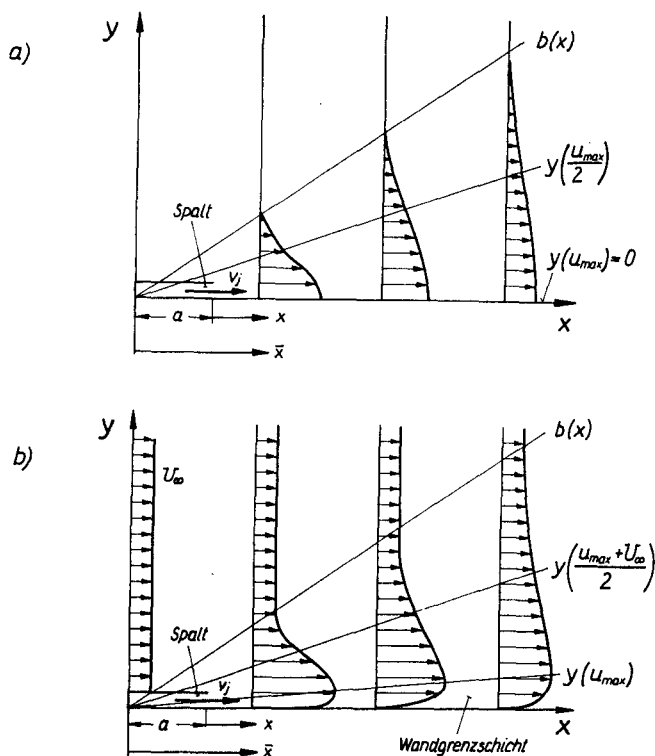 a)
y
b(x)
y(u_max/2)
Spalt
y(u_max)=0
v_j
a
x
x
x̄
b)
y
b(x)
U_∞
y((u_max+U_∞)/2)
Spalt
v_j
y(u_max)
a
x
x
Wandgrenzschicht
x̄